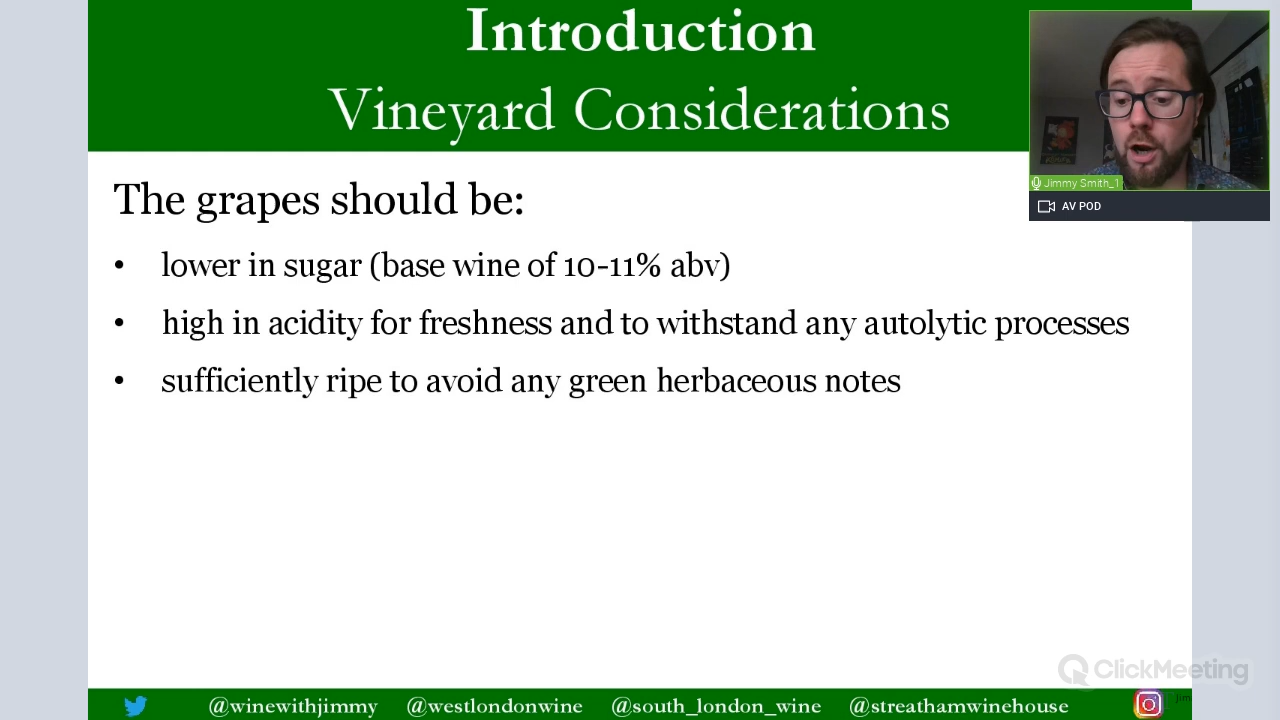 Introduction
Vineyard Considerations
Jimmy Smith_1
AV POD
The grapes should be:
• lower in sugar (base wine of 10-11% abv)
• high in acidity for freshness and to withstand any autolytic processes
• sufficiently ripe to avoid any green herbaceous notes
ClickMeeting
@winewithjimmy @westlondonwine @south_london_wine @streathamwinehouse